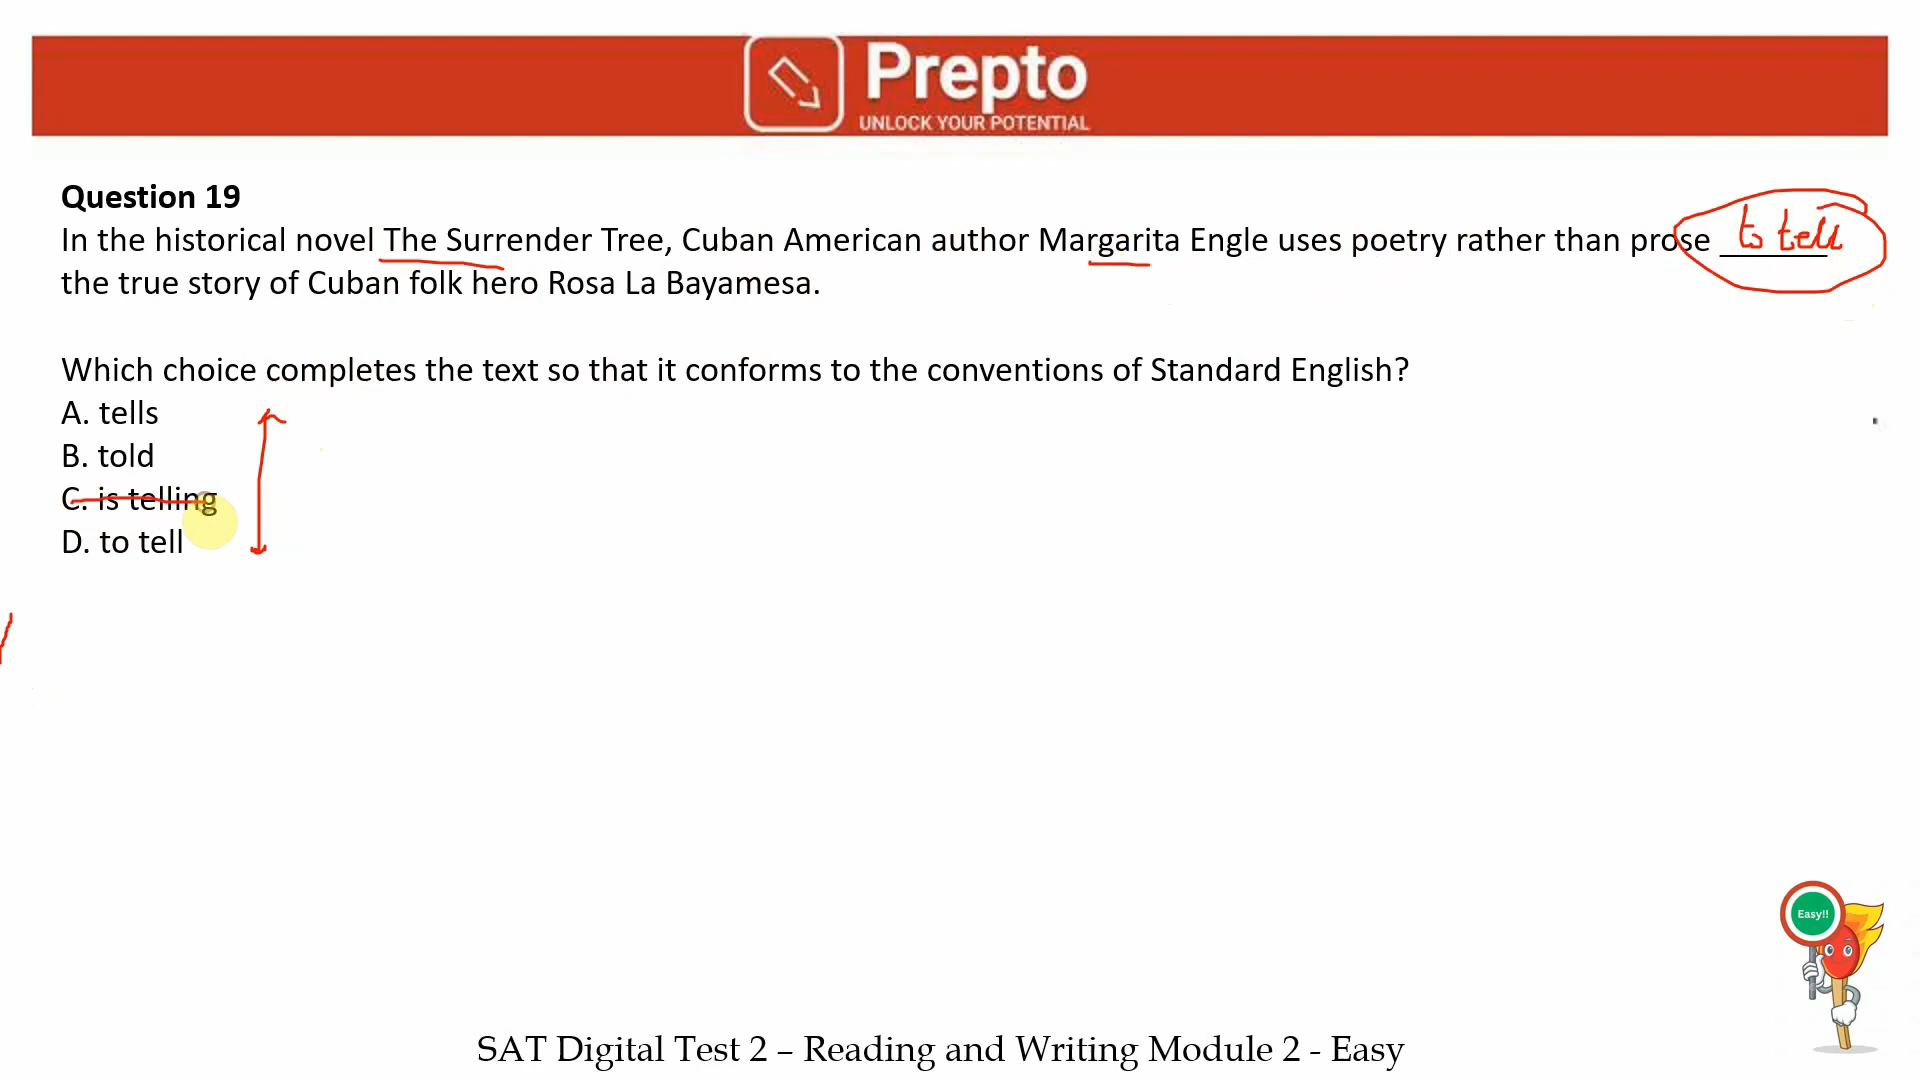 Prepto
UNLOCK YOUR POTENTIAL
Question 19
In the historical novel The Surrender Tree, Cuban American author Margarita Engle uses poetry rather than prose to tell
the true story of Cuban folk hero Rosa La Bayamesa.
Which choice completes the text so that it conforms to the conventions of Standard English?
A. tells
B. told
C. is telling
D. to tell
Easy!!
SAT Digital Test 2 – Reading and Writing Module 2 - Easy